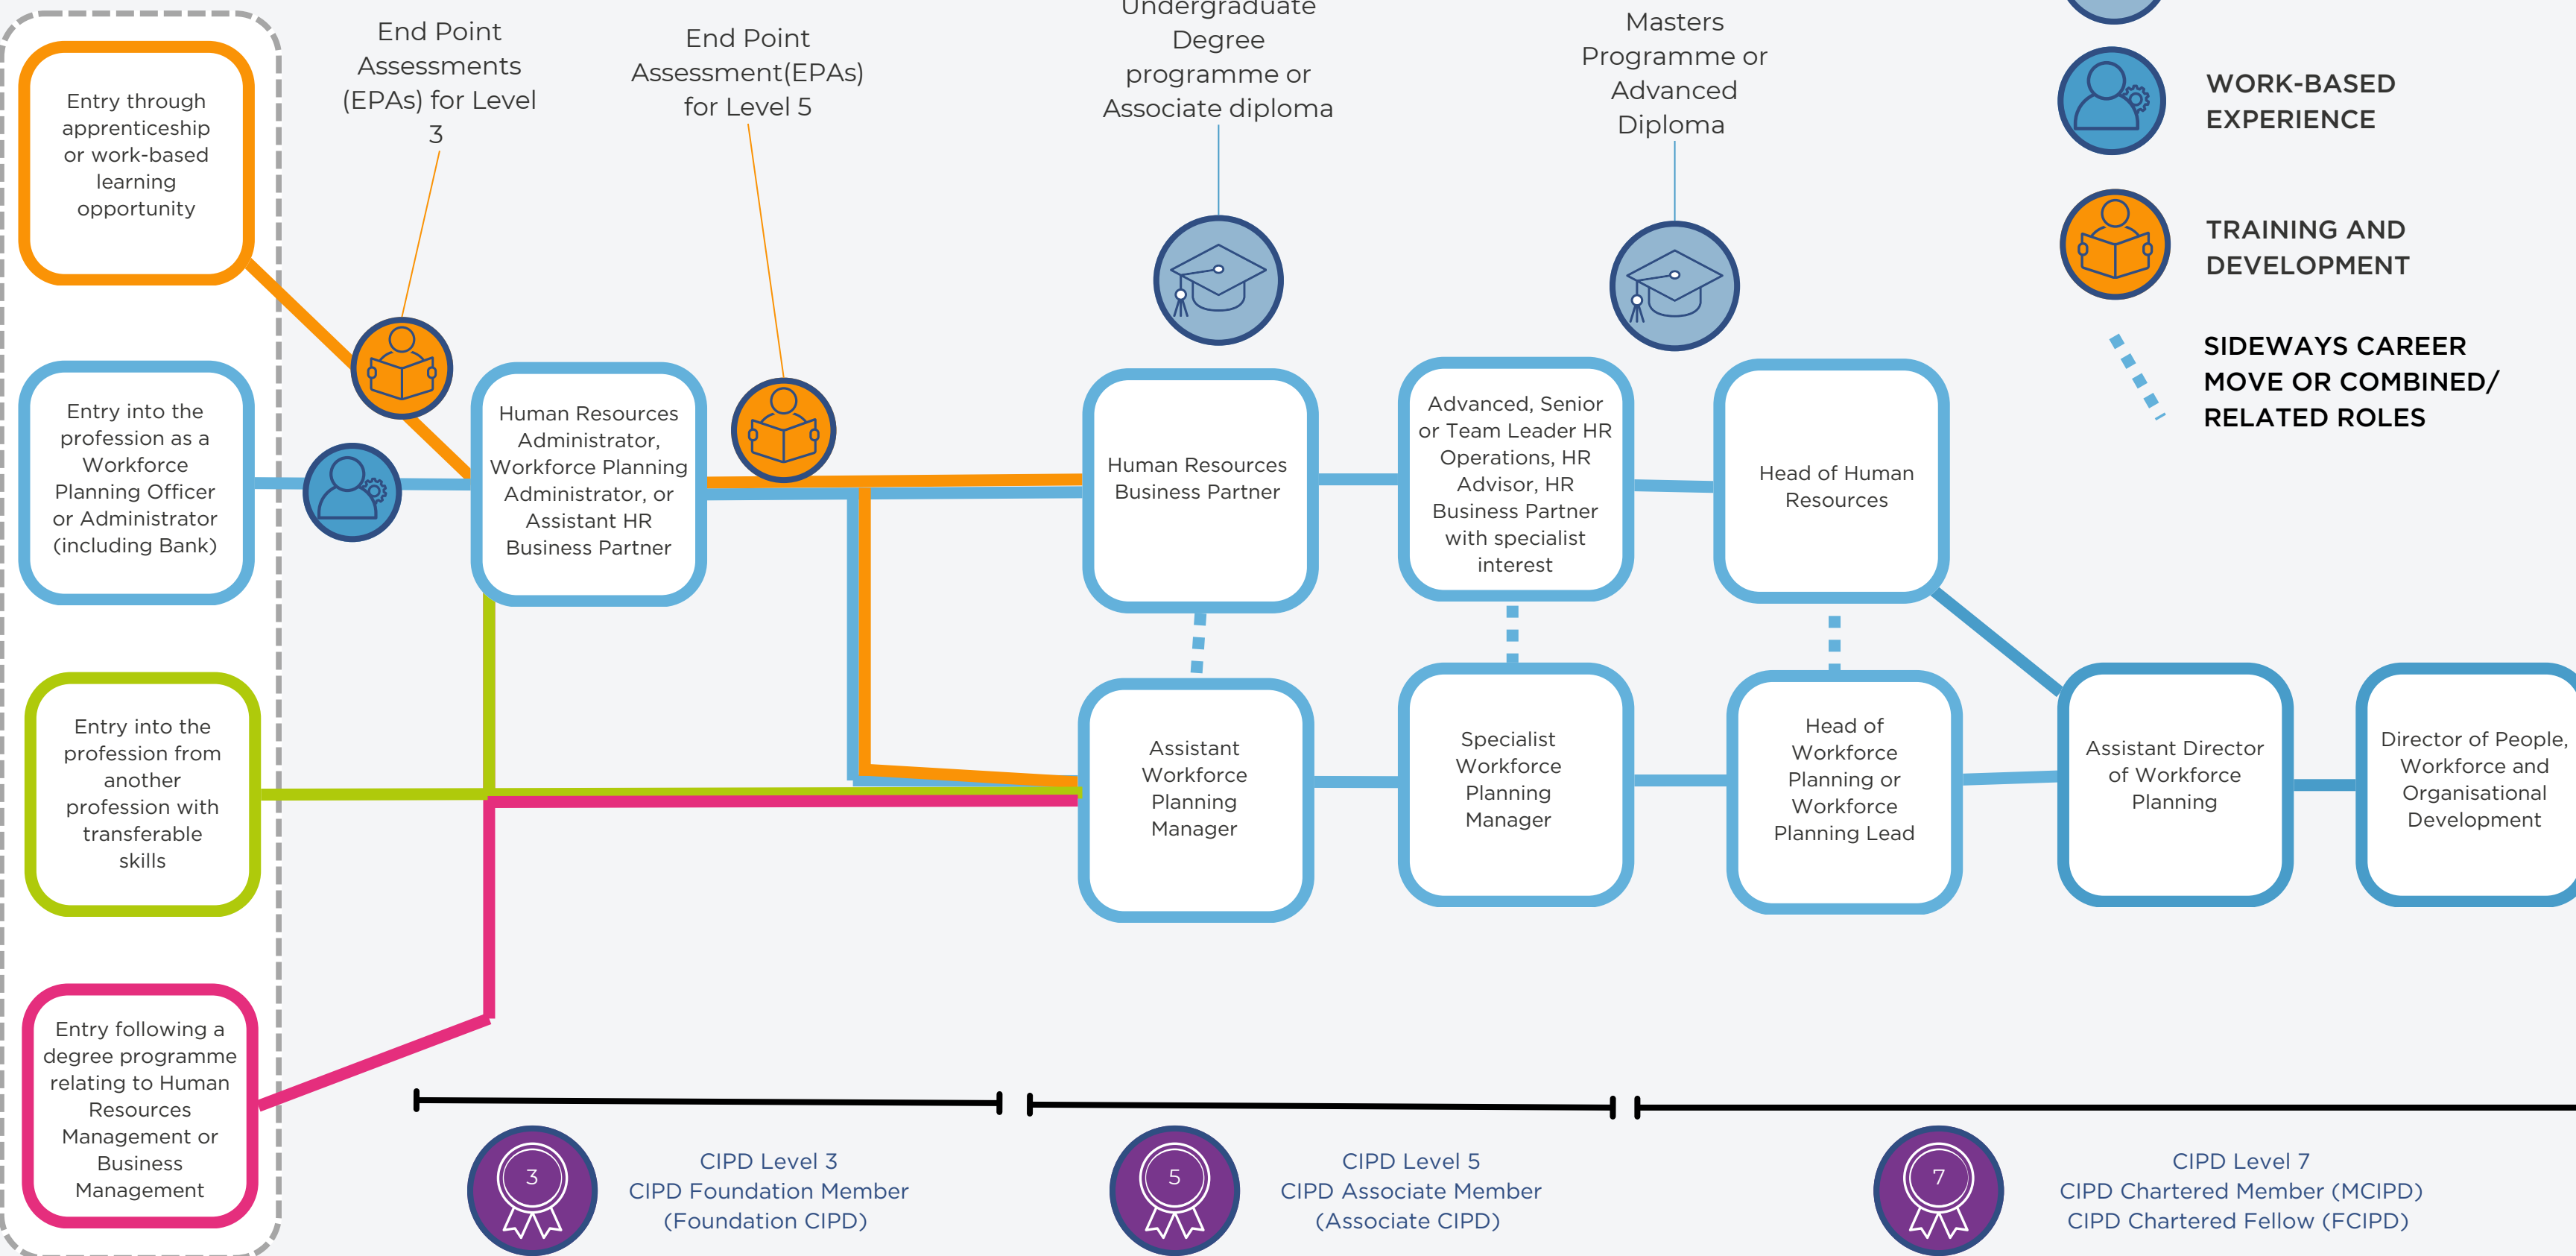 End Point
Assessments
(EPAs) for Level
3
End Point
Assessment(EPAs)
for Level 5
Undergraduate
Degree
programme or
Associate diploma
Masters
Programme or
Advanced
Diploma
WORK-BASED
EXPERIENCE
TRAINING AND
DEVELOPMENT
SIDEWAYS CAREER
MOVE OR COMBINED/
RELATED ROLES
Entry through
apprenticeship
or work-based
learning
opportunity
Entry into the
profession as a
Workforce
Planning Officer
or Administrator
(including Bank)
Human Resources
Administrator,
Workforce Planning
Administrator, or
Assistant HR
Business Partner
Human Resources
Business Partner
Advanced, Senior
or Team Leader HR
Operations, HR
Advisor, HR
Business Partner
with specialist
interest
Head of Human
Resources
Entry into the
profession from
another
profession with
transferable
skills
Assistant
Workforce
Planning
Manager
Specialist
Workforce
Planning
Manager
Head of
Workforce
Planning or
Workforce
Planning Lead
Assistant Director
of Workforce
Planning
Director of People,
Workforce and
Organisational
Development
Entry following a
degree programme
relating to Human
Resources
Management or
Business
Management
3
CIPD Level 3
CIPD Foundation Member
(Foundation CIPD)
5
CIPD Level 5
CIPD Associate Member
(Associate CIPD)
7
CIPD Level 7
CIPD Chartered Member (MCIPD)
CIPD Chartered Fellow (FCIPD)